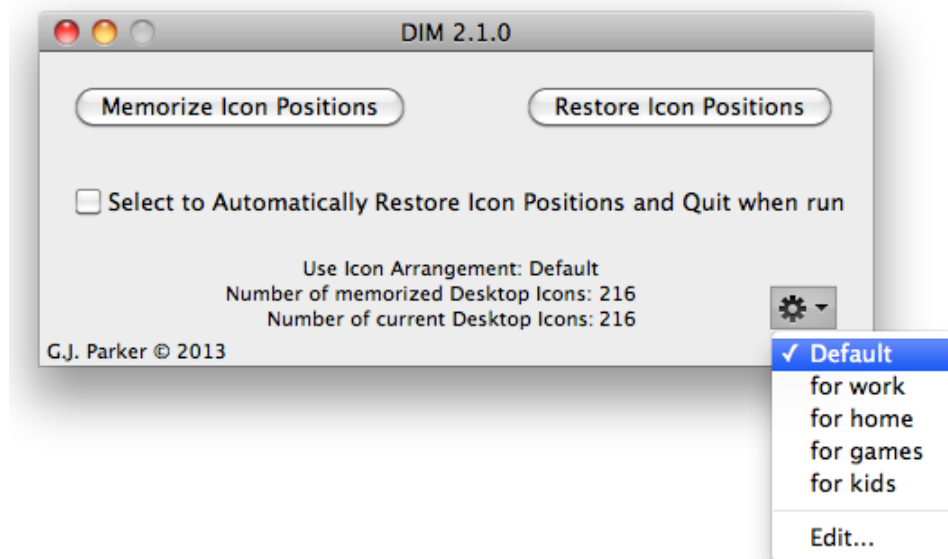 DIM 2.1.0
Memorize Icon Positions
Restore Icon Positions
Select to Automatically Restore Icon Positions and Quit when run
Use Icon Arrangement: Default
Number of memorized Desktop Icons: 216
Number of current Desktop Icons: 216
G.J. Parker © 2013
✓ Default
for work
for home
for games
for kids
Edit...